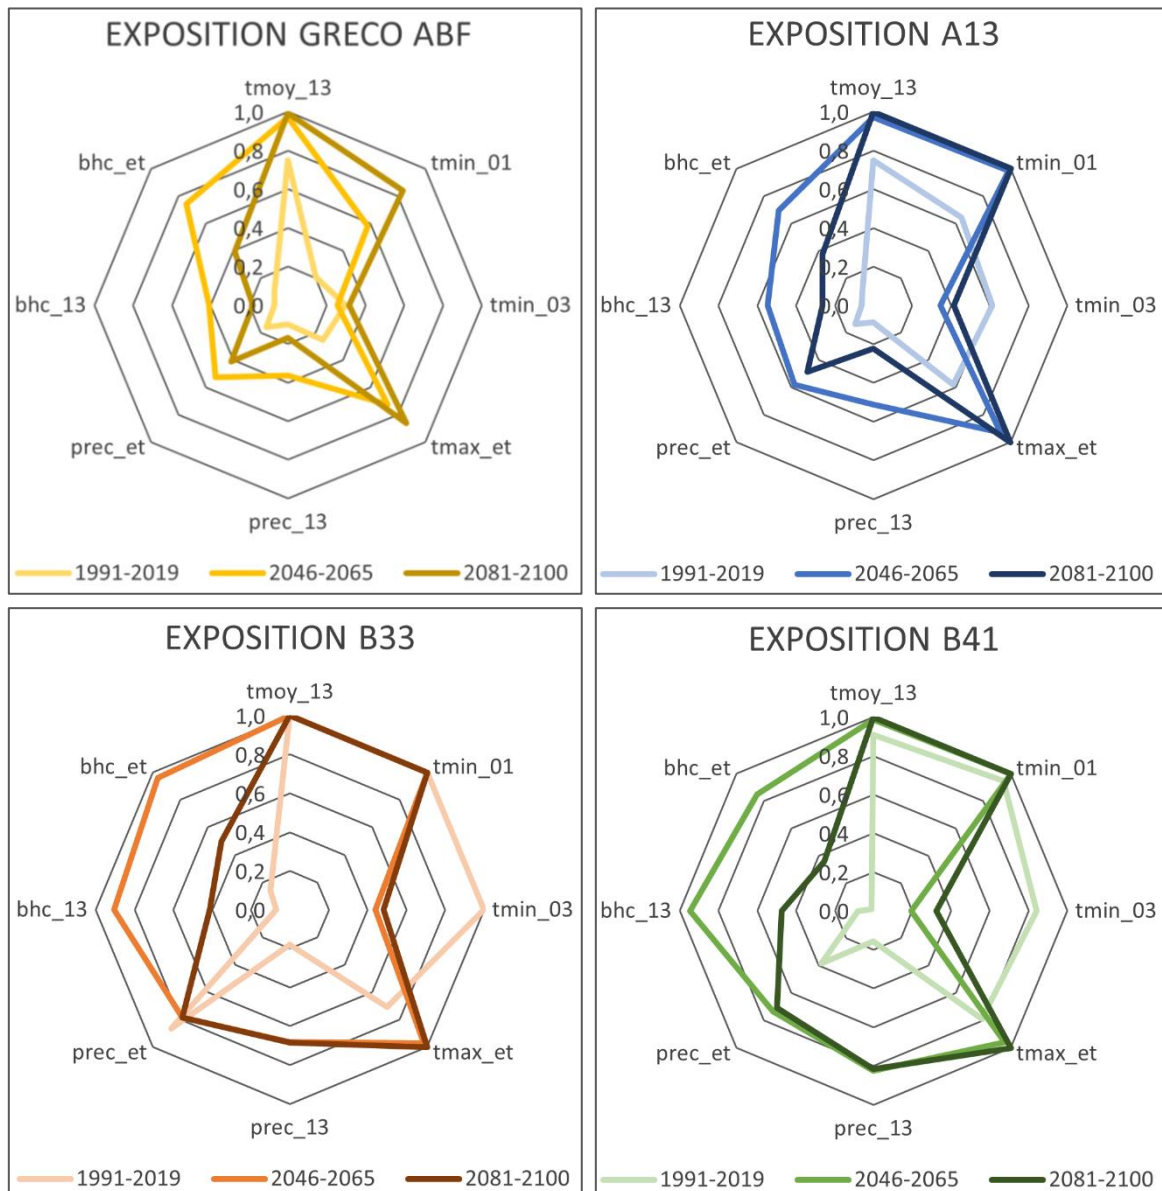 EXPOSITION GRECO ABF
tmoy_13
1,0
bhc_et
0,8
tmin_01
0,6
0,4
0,2
bhc_13
0,0
tmin_03
prec_et
tmax_et
prec_13
1991-2019 2046-2065 2081-2100
EXPOSITION A13
tmoy_13
1,0
bhc_et
0,8
tmin_01
0,6
0,4
0,2
bhc_13
0,0
tmin_03
prec_et
tmax_et
prec_13
1991-2019 2046-2065 2081-2100
EXPOSITION B33
tmoy_13
1,0
bhc_et
0,8
tmin_01
0,6
0,4
0,2
bhc_13
0,0
tmin_03
prec_et
tmax_et
prec_13
1991-2019 2046-2065 2081-2100
EXPOSITION B41
tmoy_13
1,0
bhc_et
0,8
tmin_01
0,6
0,4
0,2
bhc_13
0,0
tmin_03
prec_et
tmax_et
prec_13
1991-2019 2046-2065 2081-2100